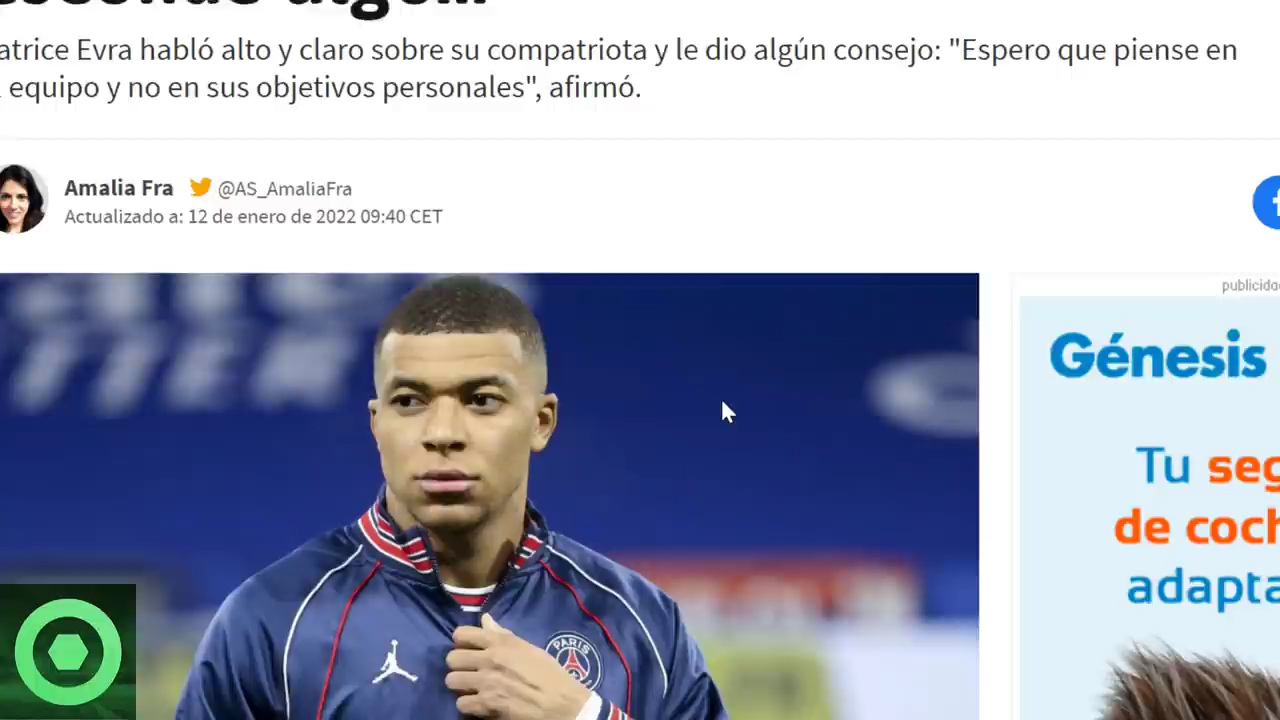 atrice Evra habló alto y claro sobre su compatriota y le dio algún consejo: "Espero que piense en
equipo y no en sus objetivos personales", afirmó.
Amalia Fra @AS_AmaliaFra
Actualizado a: 12 de enero de 2022 09:40 CET
publicida
Génesis
Tu seg
de coch
adapta
PARIS